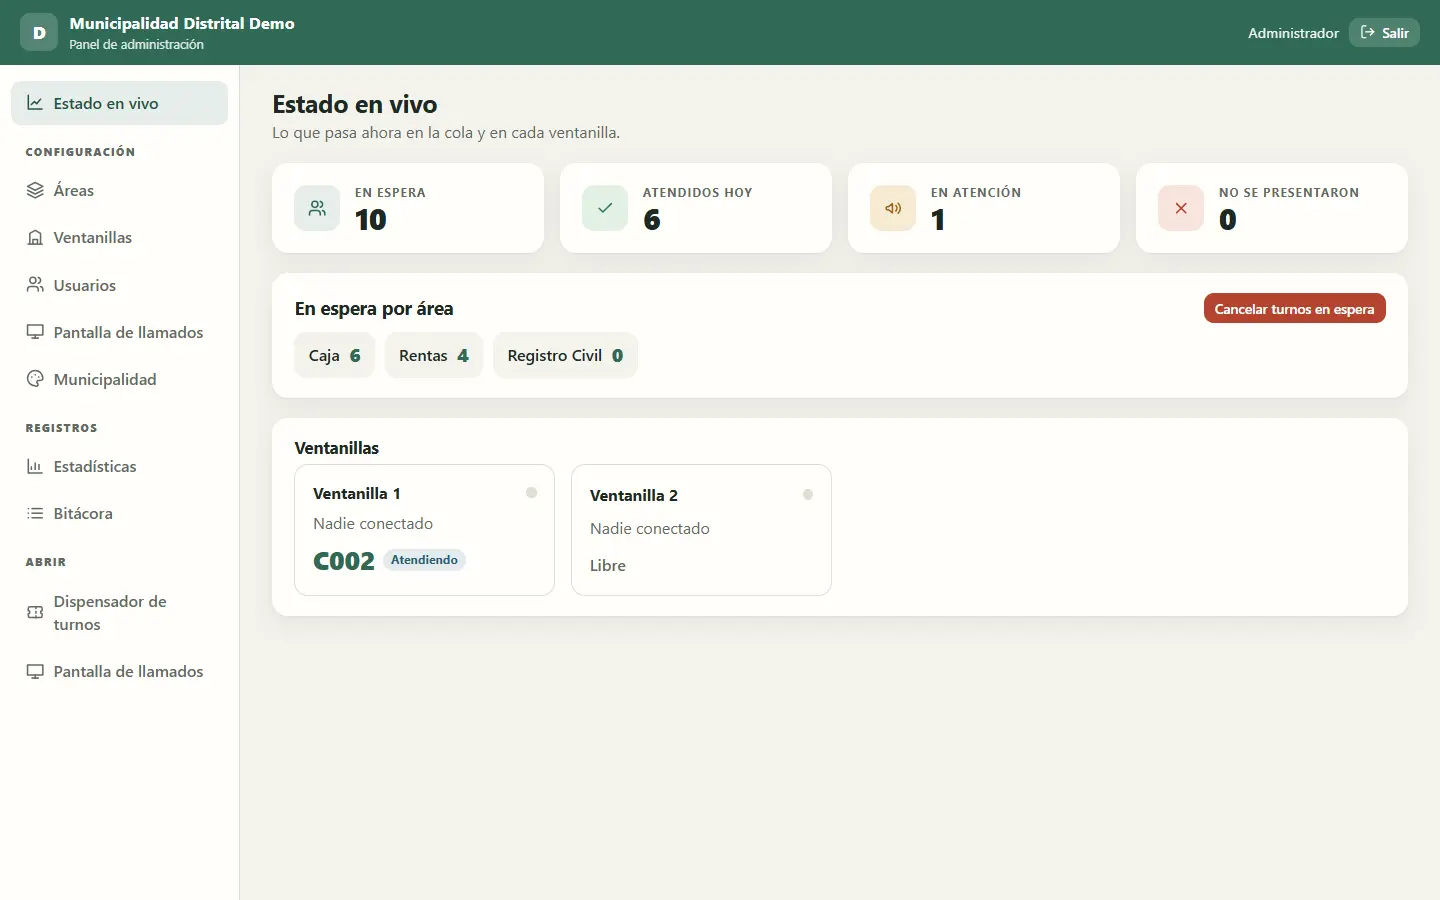 D
Municipalidad Distrital Demo
Panel de administración
Administrador
Salir
Estado en vivo
CONFIGURACIÓN
Áreas
Ventanillas
Usuarios
Pantalla de llamados
Municipalidad
REGISTROS
Estadísticas
Bitácora
ABRIR
Dispensador de
turnos
Pantalla de llamados
Estado en vivo
Lo que pasa ahora en la cola y en cada ventanilla.
EN ESPERA
10
ATENDIDOS HOY
6
EN ATENCIÓN
1
NO SE PRESENTARON
0
En espera por área
Cancelar turnos en espera
Caja 6
Rentas 4
Registro Civil 0
Ventanillas
Ventanilla 1
Nadie conectado
C002 Atendiendo
Ventanilla 2
Nadie conectado
Libre